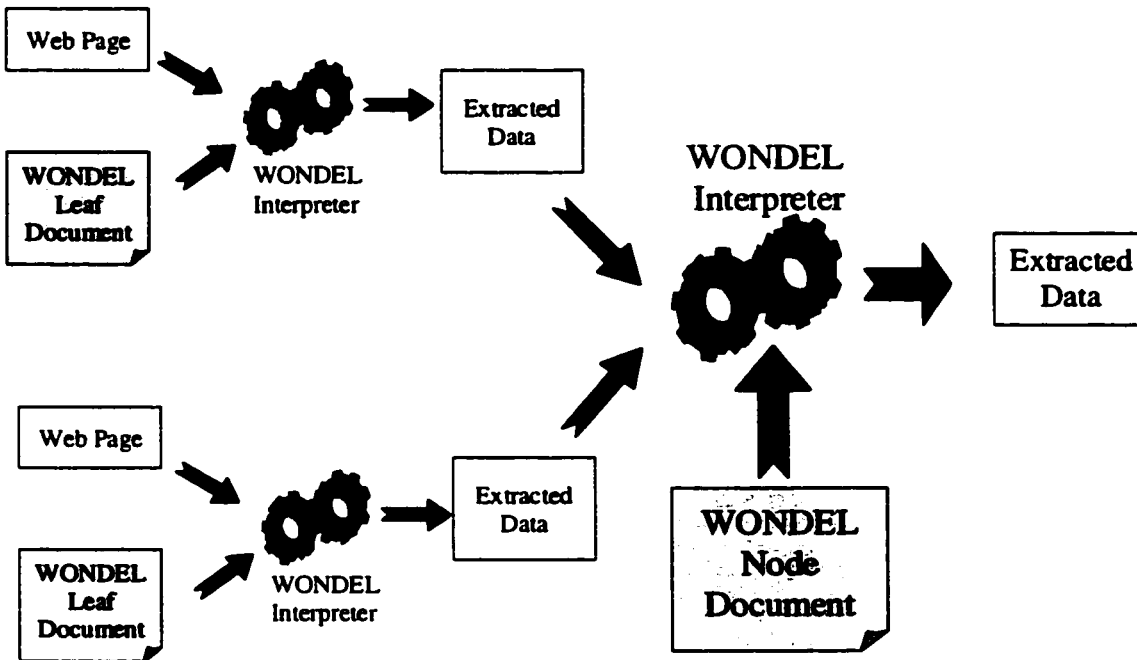 Web Page
WONDEL
Leaf
Document
WONDEL
Interpreter
Extracted
Data
WONDEL
Interpreter
Extracted
Data
Web Page
WONDEL
Leaf
Document
WONDEL
Interpreter
Extracted
Data
WONDEL
Node
Document